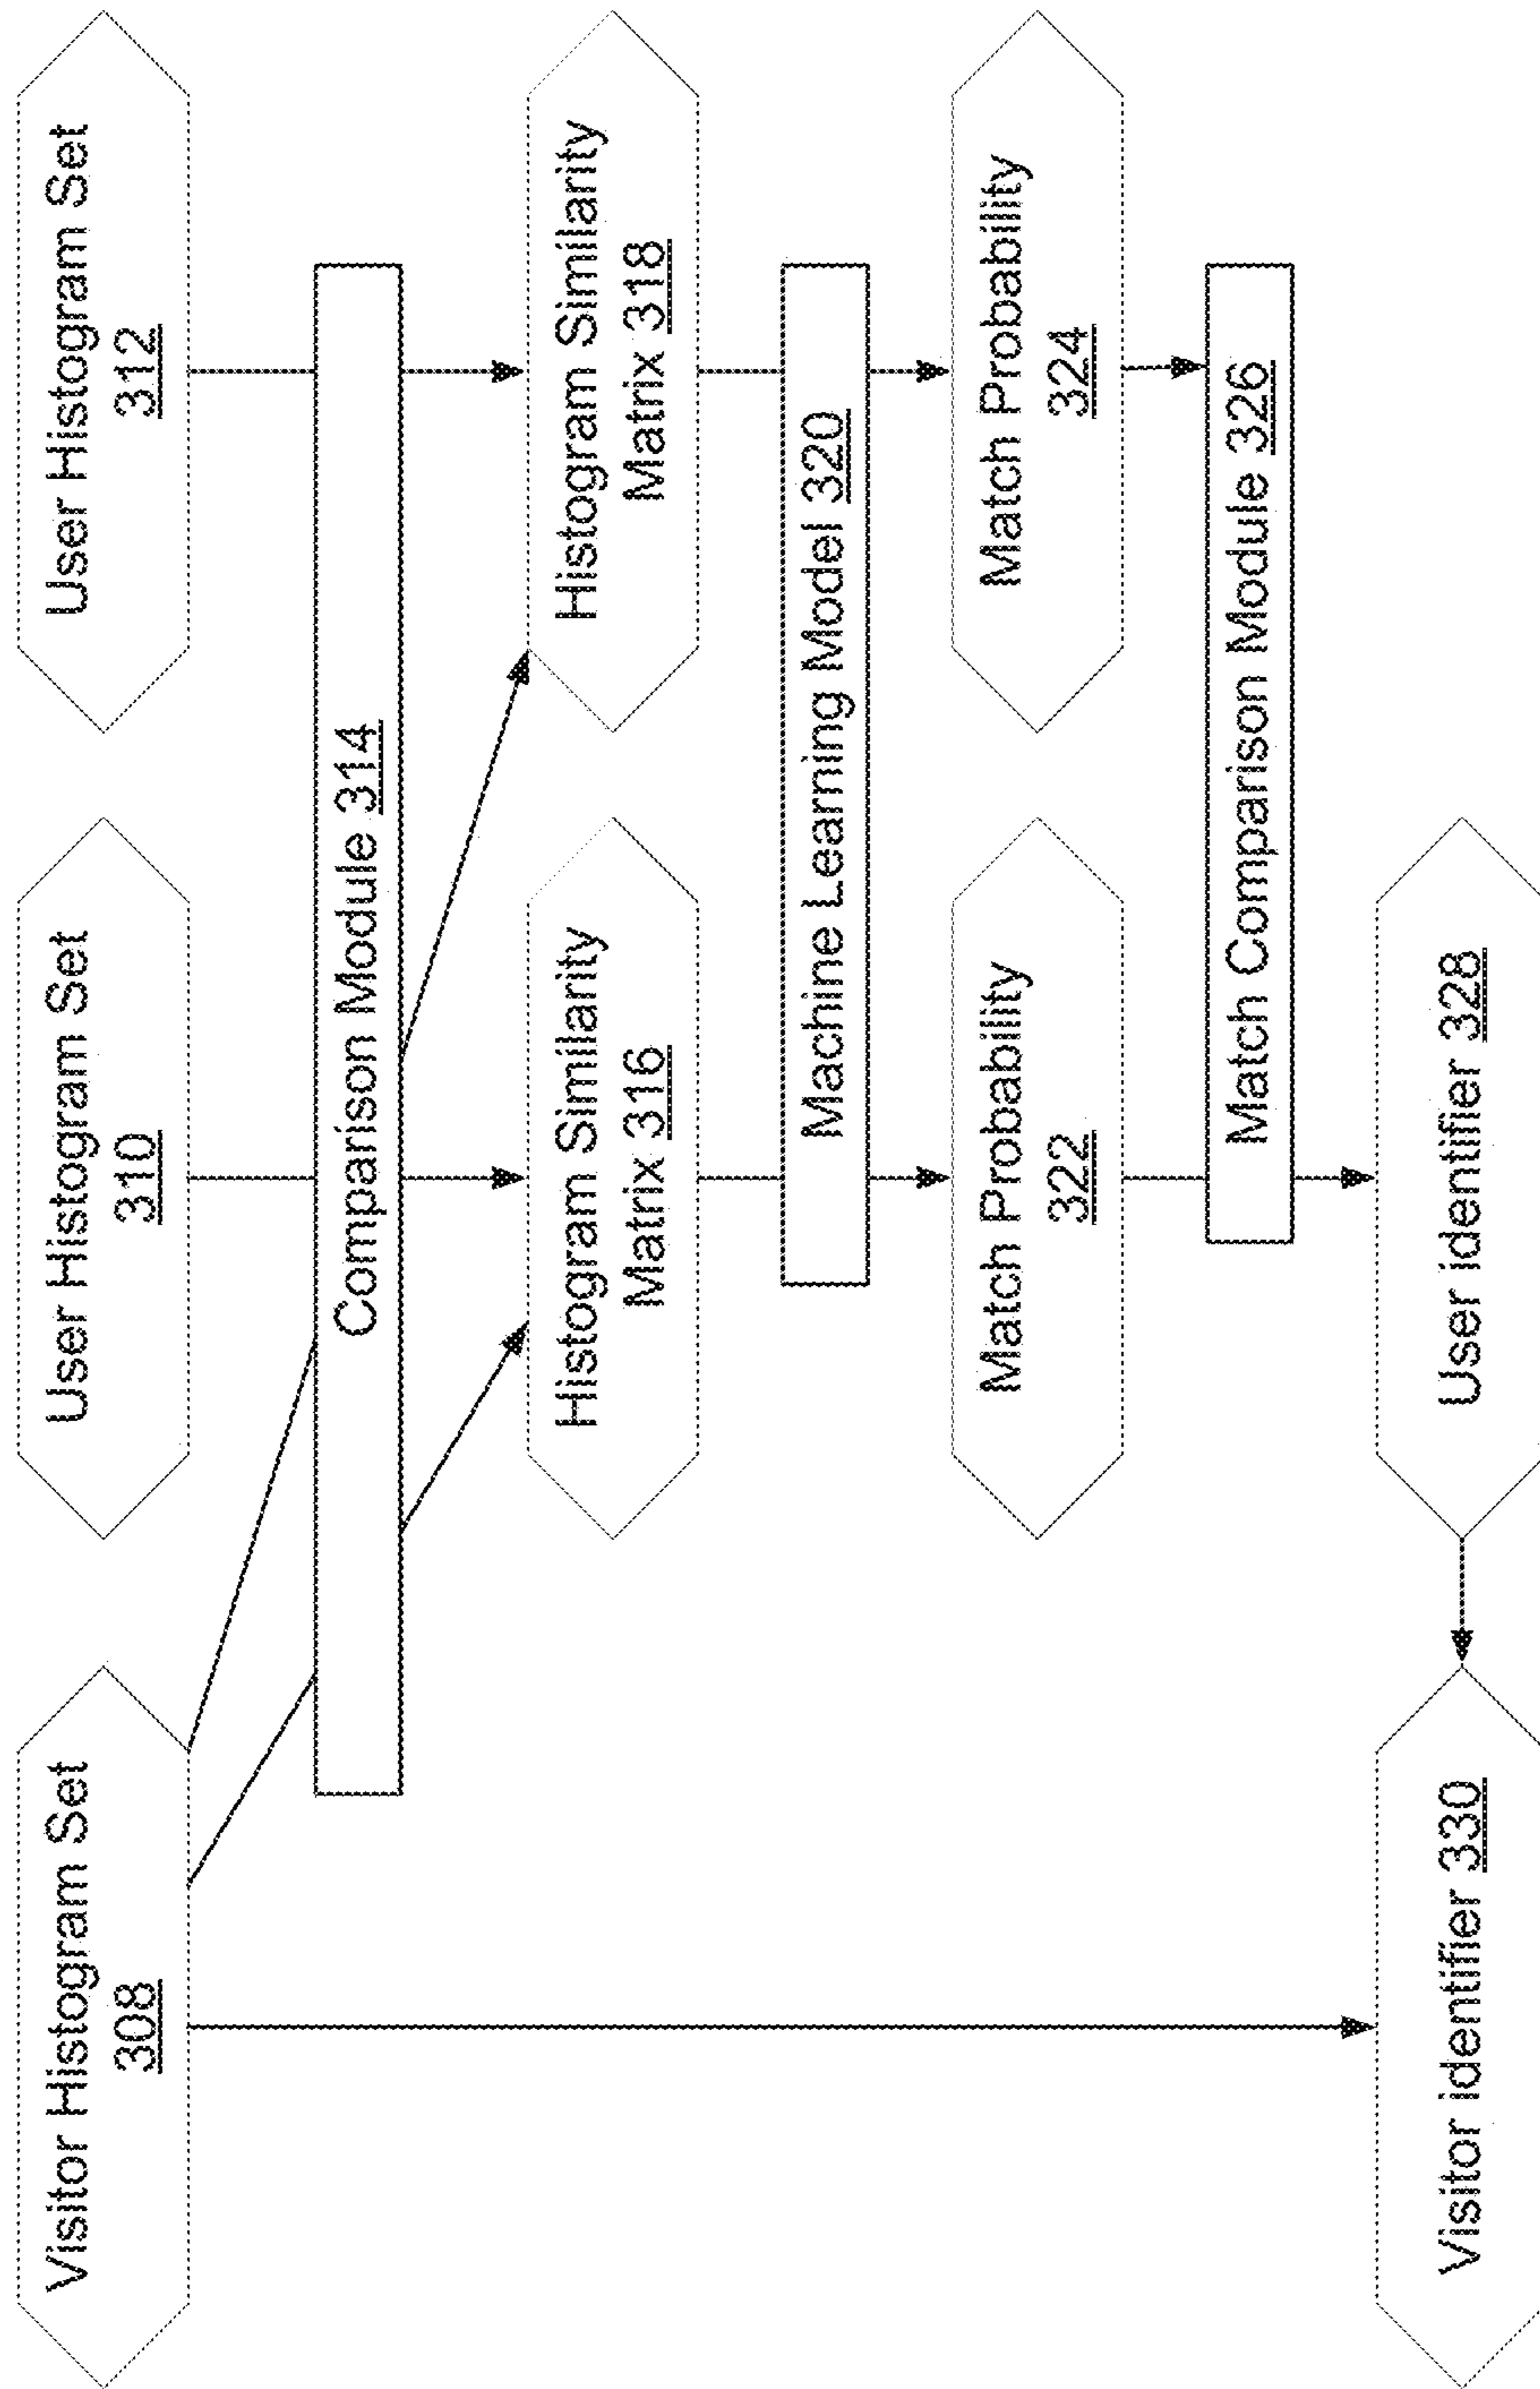 Visitor Histogram Set
308
User Histogram Set
310
User Histogram Set
312
Comparison Module 314
Histogram Similarity
Matrix 316
Histogram Similarity
Matrix 318
Machine Learning Model 320
Match Probability
322
Match Probability
324
Match Comparison Module 326
Visitor identifier 330
User identifier 328